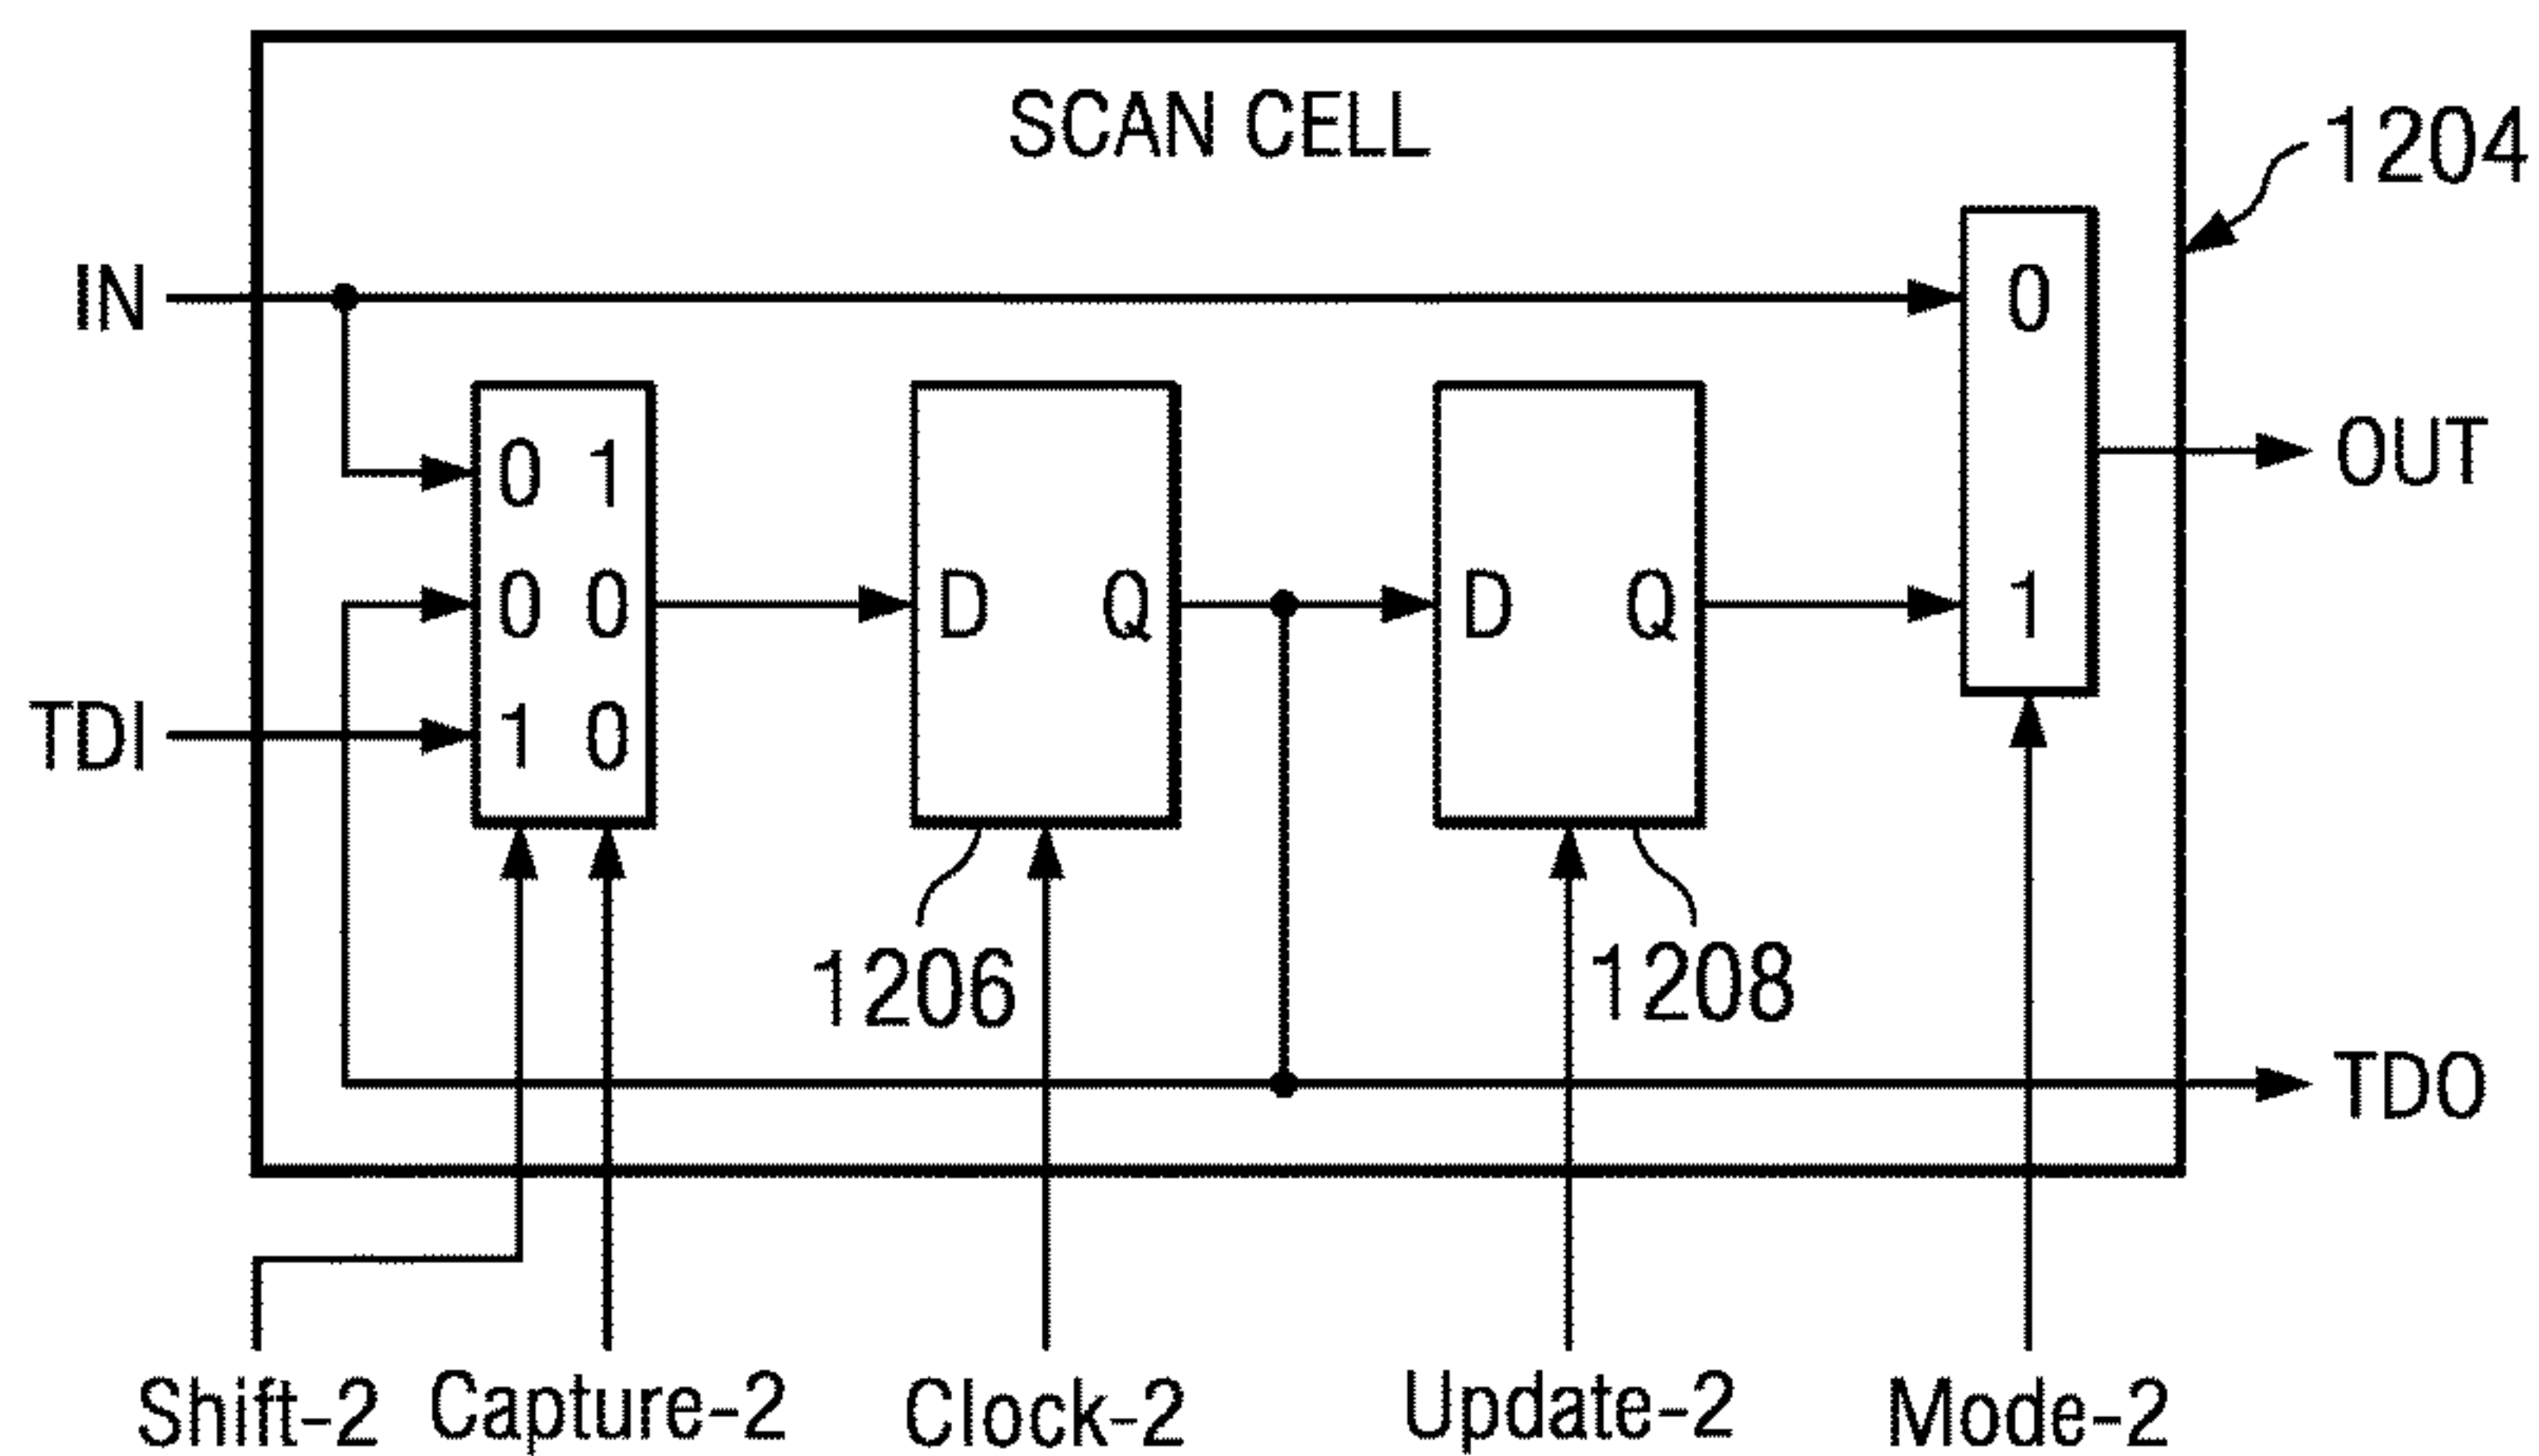 SCAN CELL
1204
IN
0
0 1
OUT
0 0
D Q
D Q
1
TDI
1 0
1206
1208
TDO
Shift-2
Capture-2
Clock-2
Update-2
Mode-2